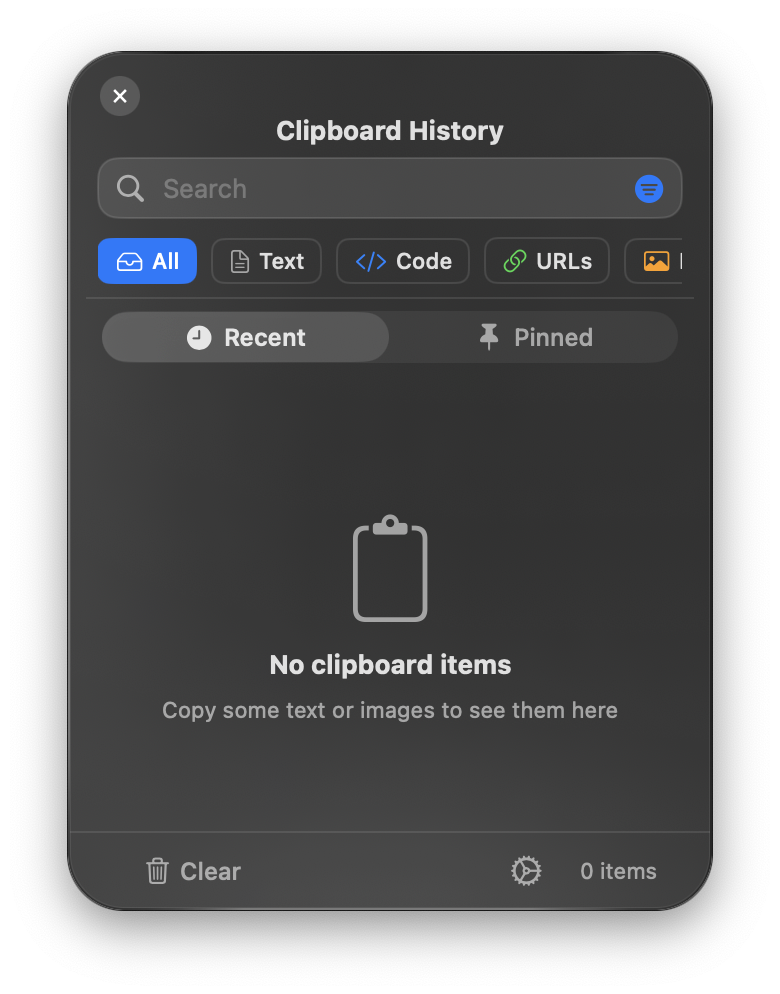 Clipboard History
Search
All Text Code URLs
Recent Pinned
No clipboard items
Copy some text or images to see them here
Clear 0 items